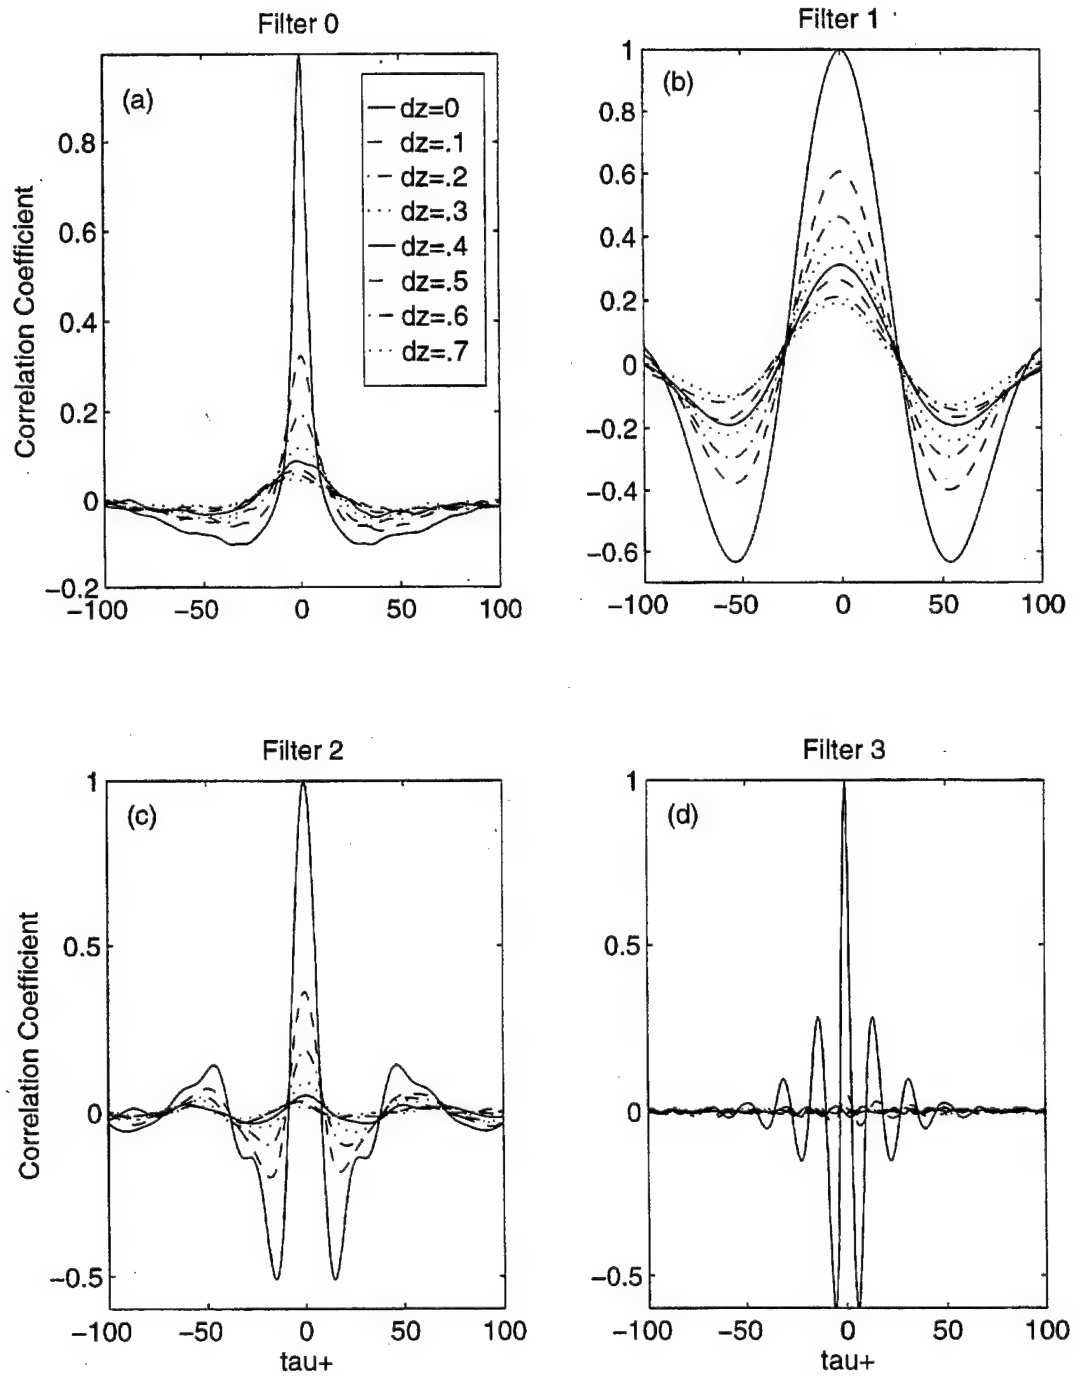 Filter 0
(a)
dz=0
dz=.1
dz=.2
dz=.3
dz=.4
dz=.5
dz=.6
dz=.7
Correlation Coefficient
0.8
0.6
0.4
0.2
0
−0.2
−100 −50 0 50 100
Filter 1
(b)
1
0.8
0.6
0.4
0.2
0
−0.2
−0.4
−0.6
−100 −50 0 50 100
Filter 2
(c)
Correlation Coefficient
1
0.5
0
−0.5
−100 −50 0 50 100
tau+
Filter 3
(d)
1
0.5
0
−0.5
−100 −50 0 50 100
tau+